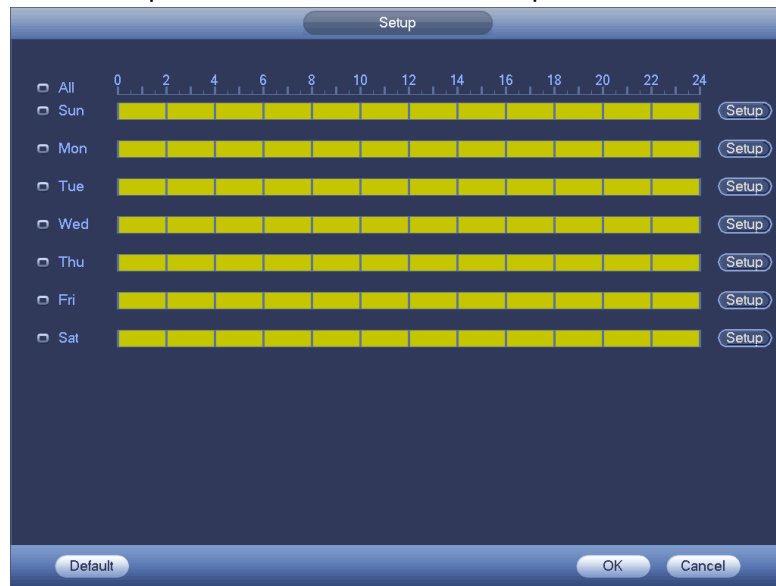 Setup
All 0 2 4 6 8 10 12 14 16 18 20 22 24
Sun Setup
Mon Setup
Tue Setup
Wed Setup
Thu Setup
Fri Setup
Sat Setup
Default OK Cancel